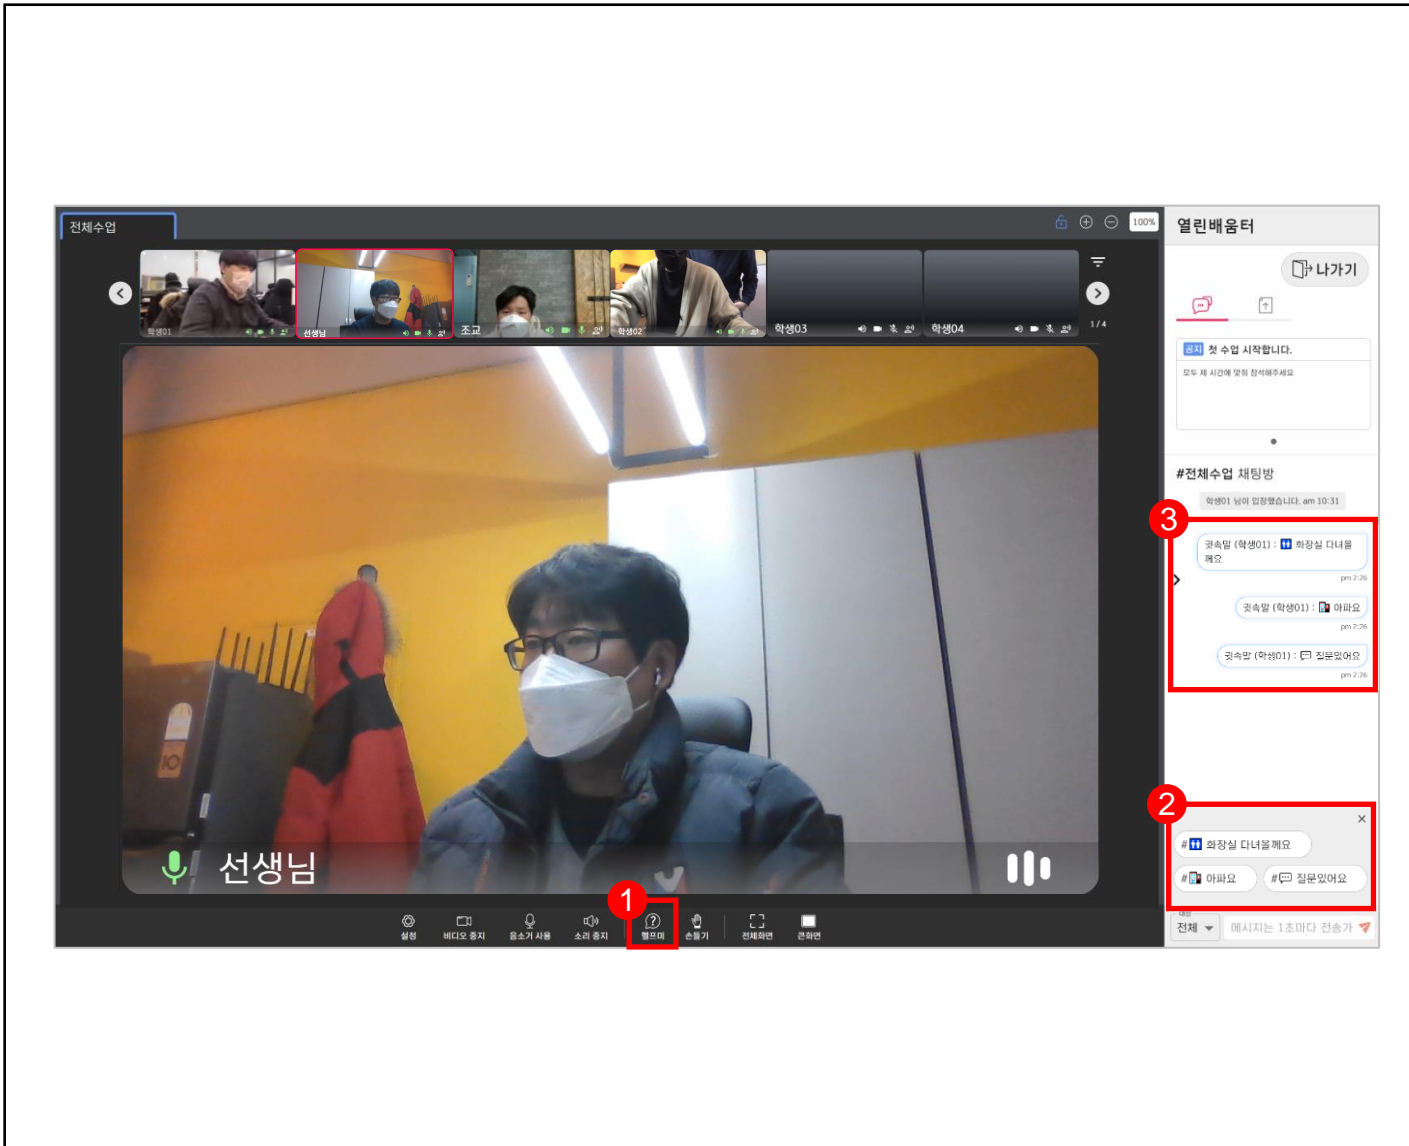 전체수업
100%
열린배움터
나가기
학생01
선생님
조교
학생02
학생03
학생04
1/4
공지 첫 수업 시작합니다.
모두 제 시간에 맞춰 참석해주세요
#전체수업 채팅방
학생01 님이 입장했습니다. am 10:31
3
귓속말 (학생01) : 화장실 다녀올
께요
pm 2:26
귓속말 (학생01) : 아파요
pm 2:26
귓속말 (학생01) : 질문있어요
pm 2:26
2
# 화장실 다녀올께요
# 아파요
# 질문있어요
선생님
1
설정
비디오 중지
음소거 사용
소리 중지
헬프미
손들기
전체화면
큰화면
대상
전체
메시지는 1초마다 전송가